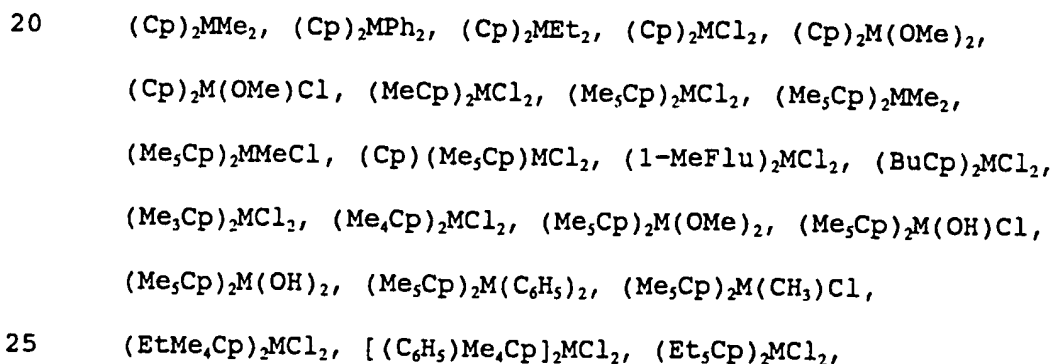 20 (Cp)₂MMe₂, (Cp)₂MPh₂, (Cp)₂MEt₂, (Cp)₂MCl₂, (Cp)₂M(OMe)₂,
(Cp)₂M(OMe)Cl, (MeCp)₂MCl₂, (Me₅Cp)₂MCl₂, (Me₅Cp)₂MMe₂,
(Me₅Cp)₂MMeCl, (Cp)(Me₅Cp)MCl₂, (1-MeFlu)₂MCl₂, (BuCp)₂MCl₂,
(Me₃Cp)₂MCl₂, (Me₄Cp)₂MCl₂, (Me₅Cp)₂M(OMe)₂, (Me₅Cp)₂M(OH)Cl,
(Me₅Cp)₂M(OH)₂, (Me₅Cp)₂M(C₆H₅)₂, (Me₅Cp)₂M(CH₃)Cl,
25 (EtMe₄Cp)₂MCl₂, [(C₆H₅)Me₄Cp]₂MCl₂, (Et₅Cp)₂MCl₂,